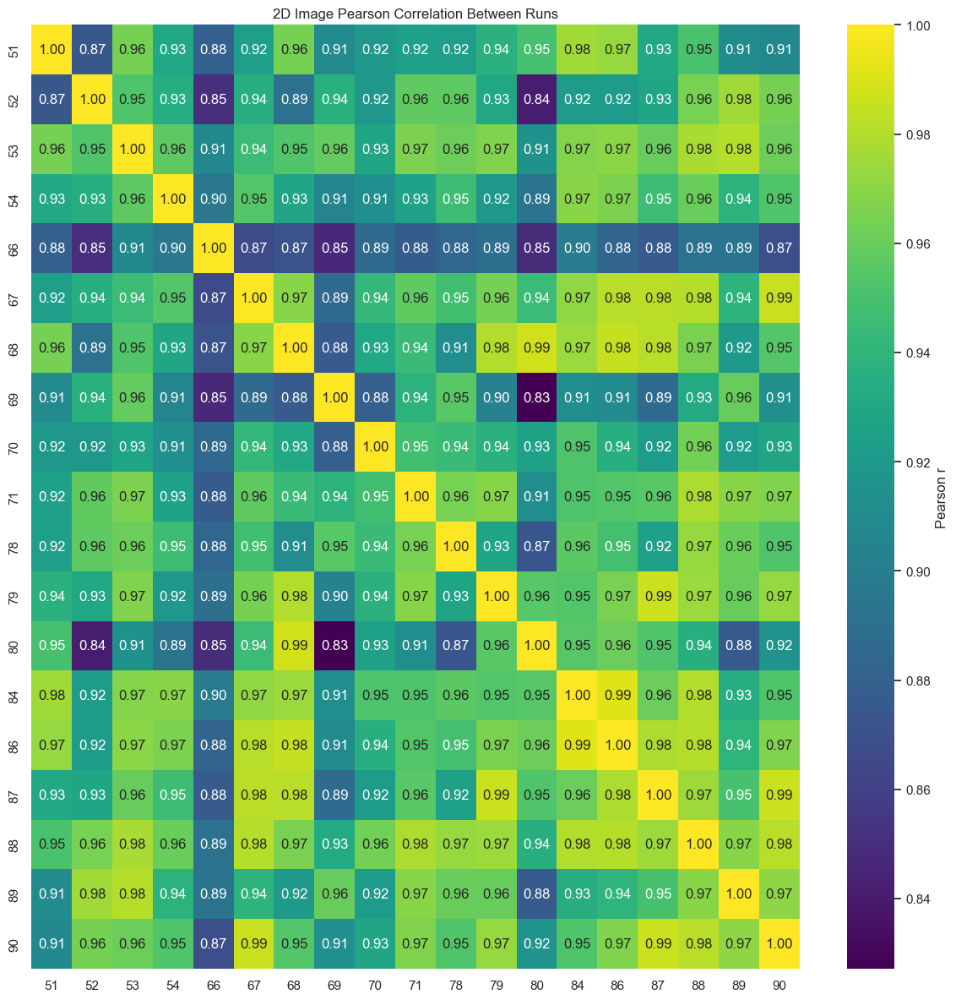 2D Image Pearson Correlation Between Runs
51 1.00 0.87 0.96 0.93 0.88 0.92 0.96 0.91 0.92 0.92 0.92 0.94 0.95 0.98 0.97 0.93 0.95 0.91 0.91
52 0.87 1.00 0.95 0.93 0.85 0.94 0.89 0.94 0.92 0.96 0.96 0.93 0.84 0.92 0.92 0.93 0.96 0.98 0.96
53 0.96 0.95 1.00 0.96 0.91 0.94 0.95 0.96 0.93 0.97 0.96 0.97 0.91 0.97 0.97 0.96 0.98 0.98 0.96
54 0.93 0.93 0.96 1.00 0.90 0.95 0.93 0.91 0.91 0.93 0.95 0.92 0.89 0.97 0.97 0.95 0.96 0.94 0.95
66 0.88 0.85 0.91 0.90 1.00 0.87 0.87 0.85 0.89 0.88 0.88 0.89 0.85 0.90 0.88 0.88 0.89 0.89 0.87
67 0.92 0.94 0.94 0.95 0.87 1.00 0.97 0.89 0.94 0.96 0.95 0.96 0.94 0.97 0.98 0.98 0.98 0.94 0.99
68 0.96 0.89 0.95 0.93 0.87 0.97 1.00 0.88 0.93 0.94 0.91 0.98 0.99 0.97 0.98 0.98 0.97 0.92 0.95
69 0.91 0.94 0.96 0.91 0.85 0.89 0.88 1.00 0.88 0.94 0.95 0.90 0.83 0.91 0.91 0.89 0.93 0.96 0.91
70 0.92 0.92 0.93 0.91 0.89 0.94 0.93 0.88 1.00 0.95 0.94 0.94 0.93 0.95 0.94 0.92 0.96 0.92 0.93
71 0.92 0.96 0.97 0.93 0.88 0.96 0.94 0.94 0.95 1.00 0.96 0.97 0.91 0.95 0.95 0.96 0.98 0.97 0.97
78 0.92 0.96 0.96 0.95 0.88 0.95 0.91 0.95 0.94 0.96 1.00 0.93 0.87 0.96 0.95 0.92 0.97 0.96 0.95
79 0.94 0.93 0.97 0.92 0.89 0.96 0.98 0.90 0.94 0.97 0.93 1.00 0.96 0.95 0.97 0.99 0.97 0.96 0.97
80 0.95 0.84 0.91 0.89 0.85 0.94 0.99 0.83 0.93 0.91 0.87 0.96 1.00 0.95 0.96 0.95 0.94 0.88 0.92
84 0.98 0.92 0.97 0.97 0.90 0.97 0.97 0.91 0.95 0.95 0.96 0.95 0.95 1.00 0.99 0.96 0.98 0.93 0.95
86 0.97 0.92 0.97 0.97 0.88 0.98 0.98 0.91 0.94 0.95 0.95 0.97 0.96 0.99 1.00 0.98 0.98 0.94 0.97
87 0.93 0.93 0.96 0.95 0.88 0.98 0.98 0.89 0.92 0.96 0.92 0.99 0.95 0.96 0.98 1.00 0.97 0.95 0.99
88 0.95 0.96 0.98 0.96 0.89 0.98 0.97 0.93 0.96 0.98 0.97 0.97 0.94 0.98 0.98 0.97 1.00 0.97 0.98
89 0.91 0.98 0.98 0.94 0.89 0.94 0.92 0.96 0.92 0.97 0.96 0.96 0.88 0.93 0.94 0.95 0.97 1.00 0.97
90 0.91 0.96 0.96 0.95 0.87 0.99 0.95 0.91 0.93 0.97 0.95 0.97 0.92 0.95 0.97 0.99 0.98 0.97 1.00
51 52 53 54 66 67 68 69 70 71 78 79 80 84 86 87 88 89 90
1.00
0.98
0.96
0.94
0.92
0.90
0.88
0.86
0.84
Pearson r